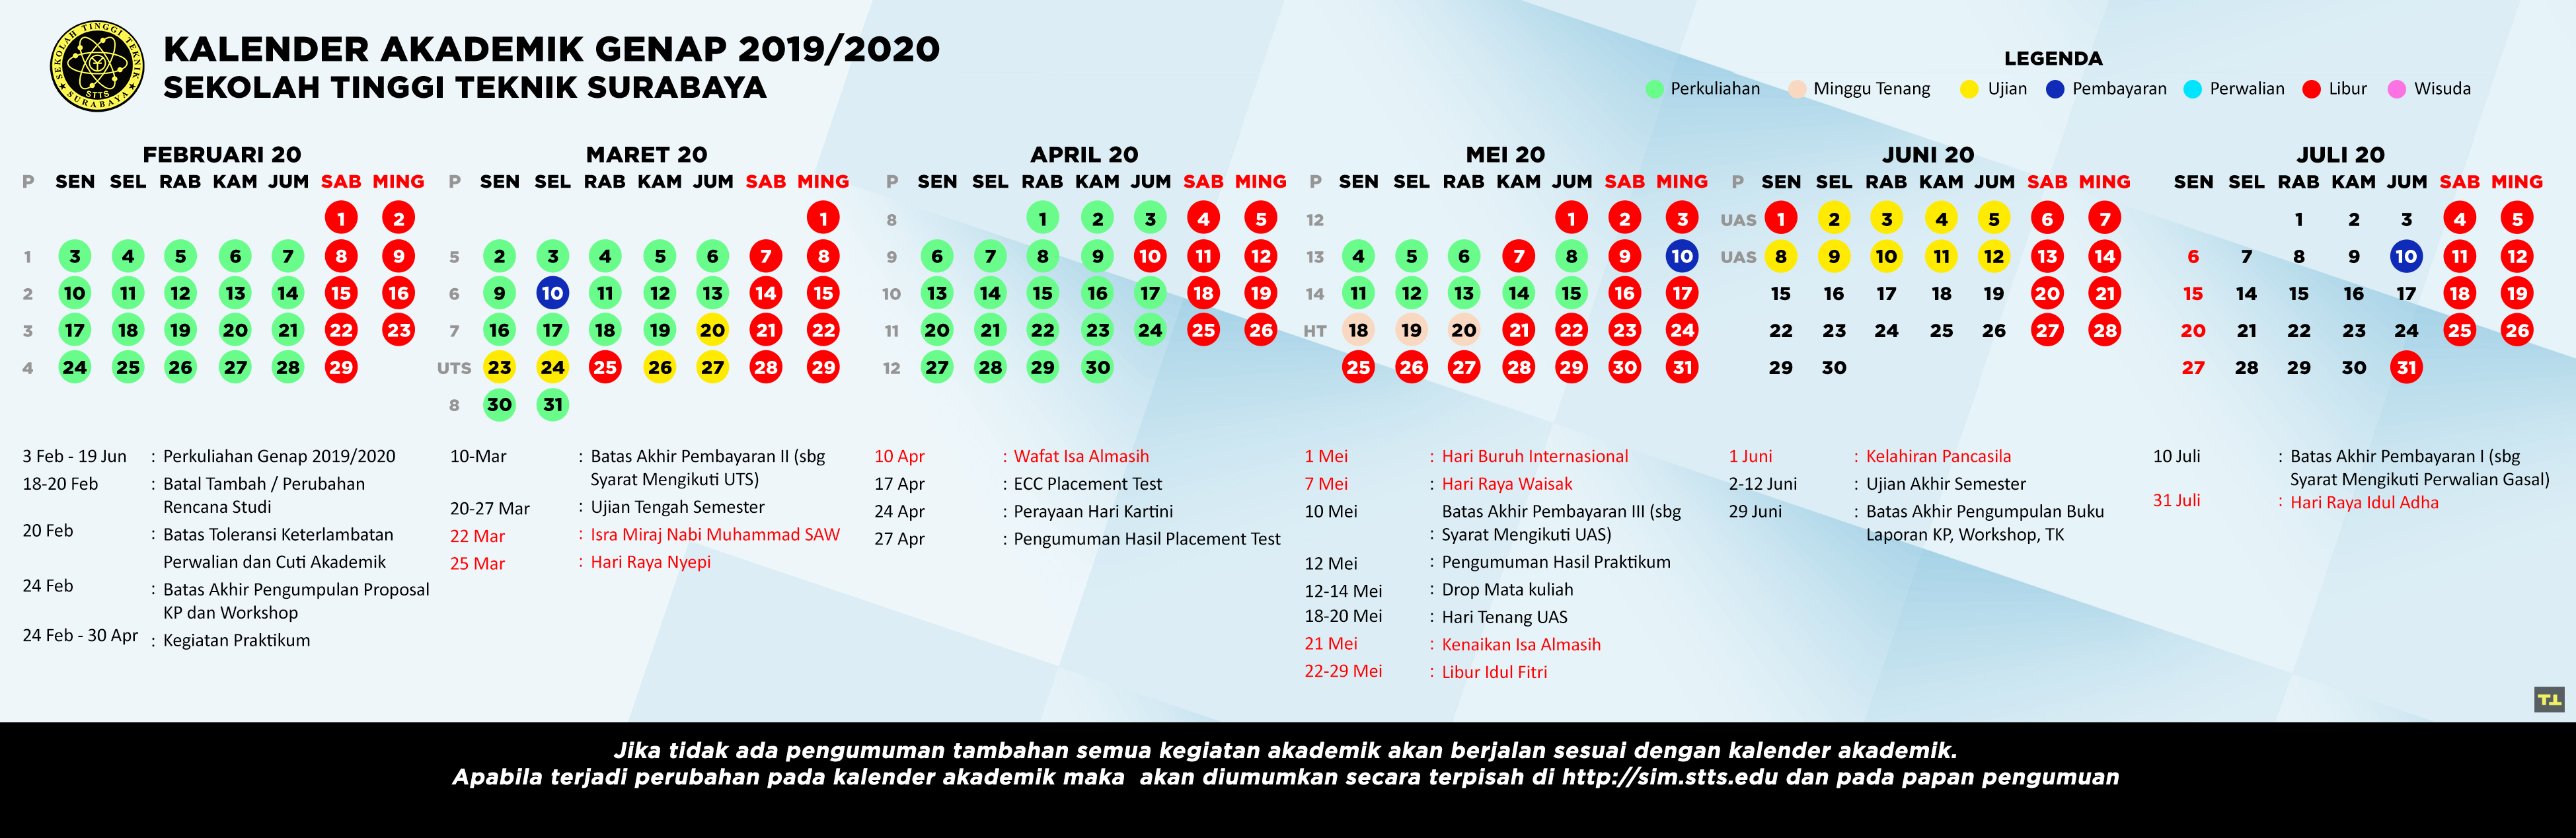 SEKOLAH TINGGI TEKNIK
STTS
SURABAYA
KALENDER AKADEMIK GENAP 2019/2020
SEKOLAH TINGGI TEKNIK SURABAYA
LEGENDA
Perkuliahan Minggu Tenang Ujian Pembayaran Perwalian Libur Wisuda
FEBRUARI 20
P SEN SEL RAB KAM JUM SAB MING
1 2
1 3 4 5 6 7 8 9
2 10 11 12 13 14 15 16
3 17 18 19 20 21 22 23
4 24 25 26 27 28 29
3 Feb - 19 Jun : Perkuliahan Genap 2019/2020
18-20 Feb : Batal Tambah / Perubahan
Rencana Studi
20 Feb : Batas Toleransi Keterlambatan
Perwalian dan Cuti Akademik
24 Feb : Batas Akhir Pengumpulan Proposal
KP dan Workshop
24 Feb - 30 Apr : Kegiatan Praktikum
MARET 20
P SEN SEL RAB KAM JUM SAB MING
1
5 2 3 4 5 6 7 8
6 9 10 11 12 13 14 15
7 16 17 18 19 20 21 22
UTS 23 24 25 26 27 28 29
8 30 31
10-Mar : Batas Akhir Pembayaran II (sbg
Syarat Mengikuti UTS)
20-27 Mar : Ujian Tengah Semester
22 Mar : Isra Miraj Nabi Muhammad SAW
25 Mar : Hari Raya Nyepi
APRIL 20
P SEN SEL RAB KAM JUM SAB MING
8 1 2 3 4 5
9 6 7 8 9 10 11 12
10 13 14 15 16 17 18 19
11 20 21 22 23 24 25 26
12 27 28 29 30
10 Apr : Wafat Isa Almasih
17 Apr : ECC Placement Test
24 Apr : Perayaan Hari Kartini
27 Apr : Pengumuman Hasil Placement Test
MEI 20
P SEN SEL RAB KAM JUM SAB MING
12 1 2 3
13 4 5 6 7 8 9 10
14 11 12 13 14 15 16 17
HT 18 19 20 21 22 23 24
25 26 27 28 29 30 31
1 Mei : Hari Buruh Internasional
7 Mei : Hari Raya Waisak
10 Mei Batas Akhir Pembayaran III (sbg
: Syarat Mengikuti UAS)
12 Mei : Pengumuman Hasil Praktikum
12-14 Mei : Drop Mata kuliah
18-20 Mei : Hari Tenang UAS
21 Mei : Kenaikan Isa Almasih
22-29 Mei : Libur Idul Fitri
JUNI 20
P SEN SEL RAB KAM JUM SAB MING
UAS 1 2 3 4 5 6 7
UAS 8 9 10 11 12 13 14
15 16 17 18 19 20 21
22 23 24 25 26 27 28
29 30
1 Juni : Kelahiran Pancasila
2-12 Juni : Ujian Akhir Semester
29 Juni : Batas Akhir Pengumpulan Buku
Laporan KP, Workshop, TK
JULI 20
SEN SEL RAB KAM JUM SAB MING
1 2 3 4 5
6 7 8 9 10 11 12
15 14 15 16 17 18 19
20 21 22 23 24 25 26
27 28 29 30 31
10 Juli : Batas Akhir Pembayaran I (sbg
Syarat Mengikuti Perwalian Gasal)
31 Juli : Hari Raya Idul Adha
Jika tidak ada pengumuman tambahan semua kegiatan akademik akan berjalan sesuai dengan kalender akademik.
Apabila terjadi perubahan pada kalender akademik maka akan diumumkan secara terpisah di http://sim.stts.edu dan pada papan pengumuan